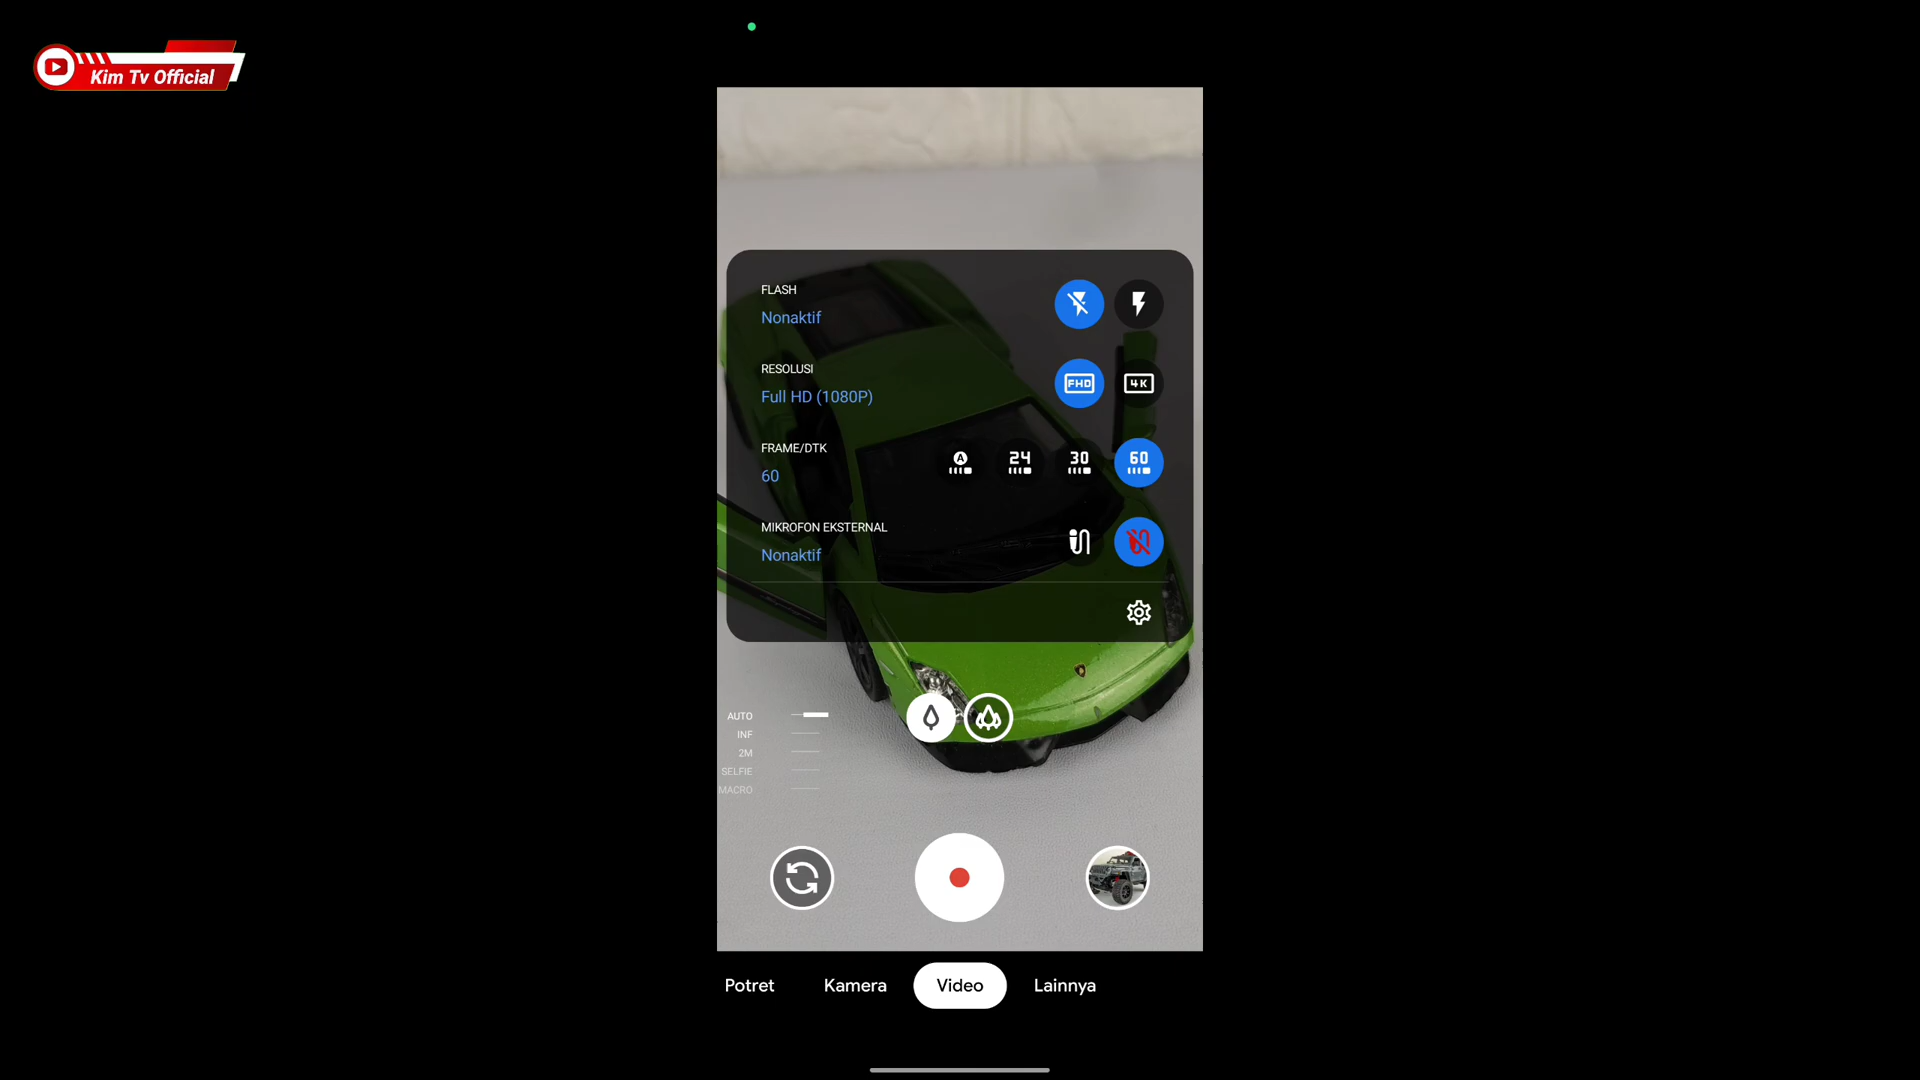 Kim Tv Official
FLASH
Nonaktif
RESOLUSI
Full HD (1080P)
FHD
4K
FRAME/DTK
60
A
24
30
60
MIKROFON EKSTERNAL
Nonaktif
AUTO
INF
2M
SELFIE
MACRO
Potret
Kamera
Video
Lainnya